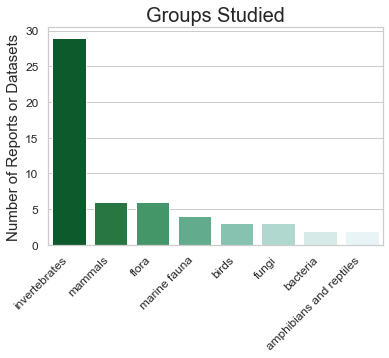 Groups Studied
Number of Reports or Datasets
30
25
20
15
10
5
0
invertebrates
mammals
flora
marine fauna
birds
fungi
bacteria
amphibians and reptiles